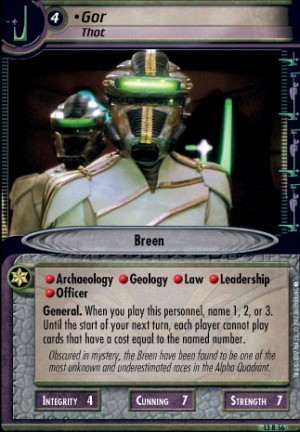 4 •Gor
Thot
Breen
Archaeology Geology Law Leadership
Officer
General. When you play this personnel, name 1, 2, or 3.
Until the start of your next turn, each player cannot play
cards that have a cost equal to the named number.
Obscured in mystery, the Breen have been found to be one of the
most unknown and underestimated races in the Alpha Quadrant.
INTEGRITY 4 CUNNING 7 STRENGTH 7